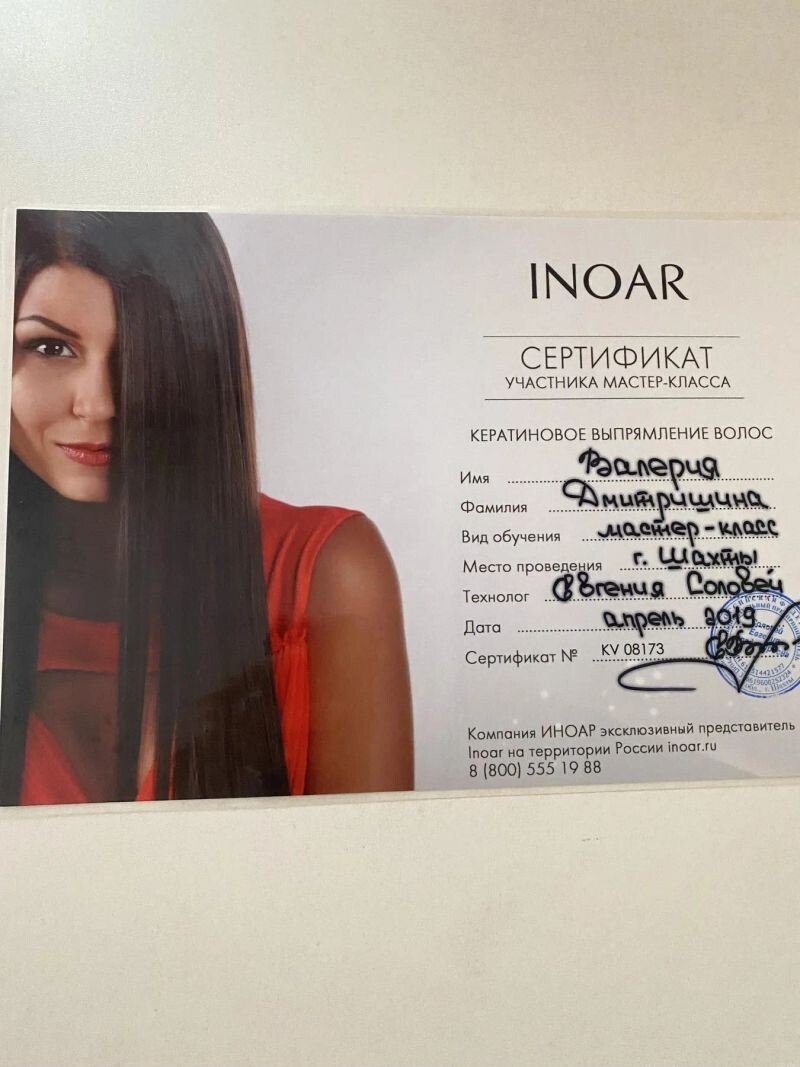 INOAR
СЕРТИФИКАТ
УЧАСТНИКА МАСТЕР-КЛАССА
КЕРАТИНОВОЕ ВЫПРЯМЛЕНИЕ ВОЛОС
Имя Валерия
Фамилия Дмитришина
Вид обучения мастер-класс
Место проведения г. Шахты
Технолог Евгения Соловей
Дата апрель 2019
Сертификат № KV 08173
Компания ИНОАР эксклюзивный представитель
Inoar на территории России inoar.ru
8 (800) 555 19 88